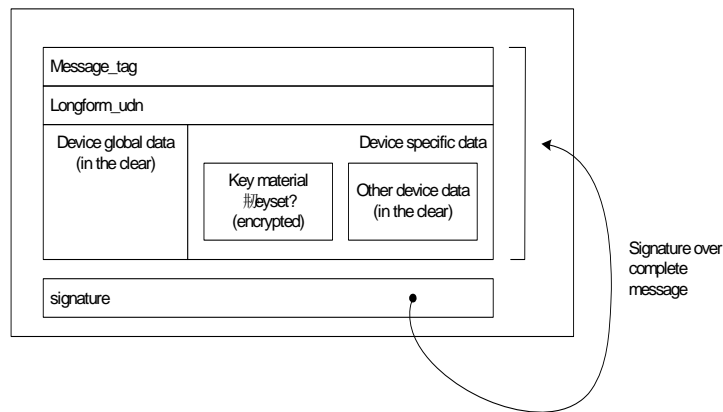 Message_tag
Longform_udn
Device global data
(in the clear)
Device specific data
Key material
(encrypted)
Other device data
(in the clear)
Signature over
complete
message
signature